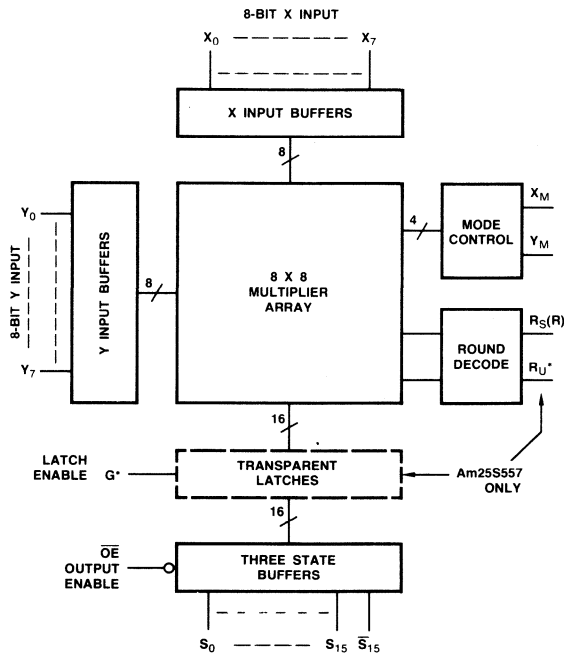 8-BIT X INPUT
X0 X7
X INPUT BUFFERS
8
Y0
8-BIT Y INPUT
Y7
Y INPUT BUFFERS
8
8 X 8
MULTIPLIER
ARRAY
4
MODE
CONTROL
XM
YM
ROUND
DECODE
RS(R)
RU*
16
LATCH
ENABLE G*
TRANSPARENT
LATCHES
Am25S557
ONLY
16
O̅E̅
OUTPUT
ENABLE
THREE STATE
BUFFERS
S0 S15 S̅15